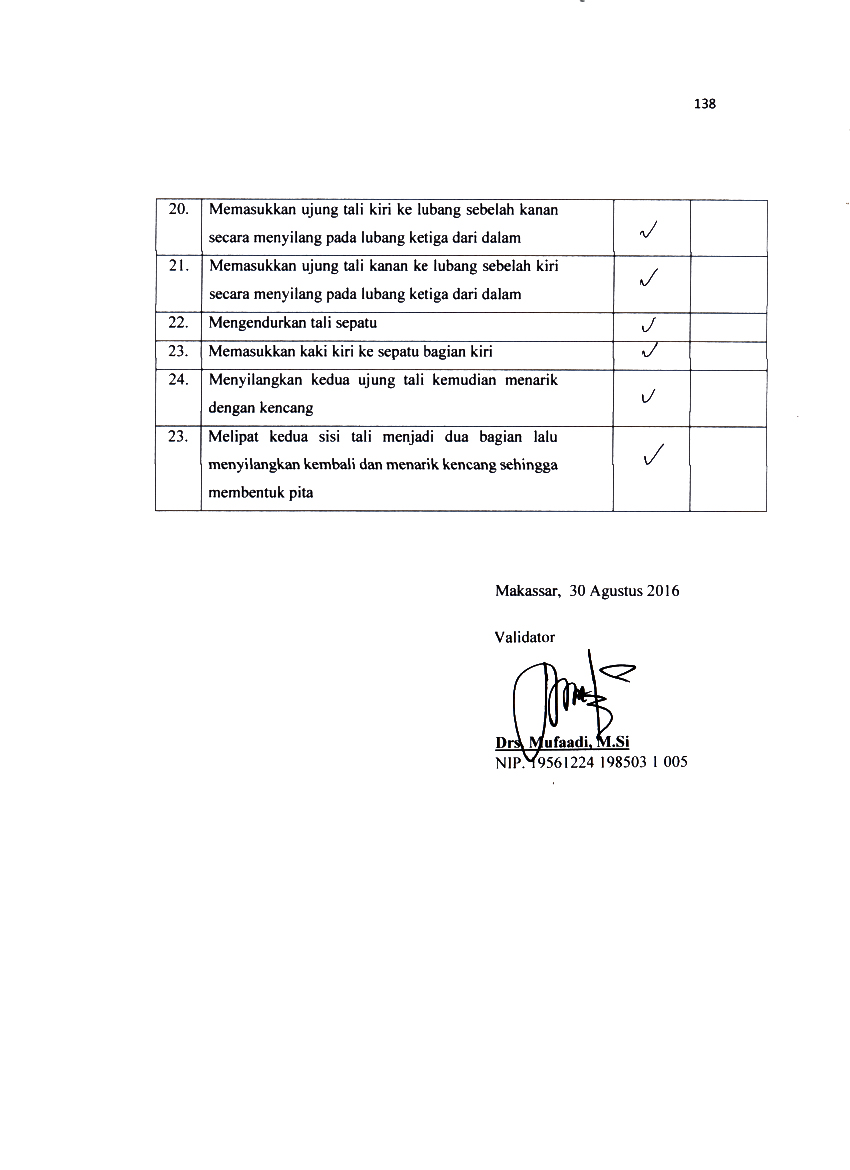 138
20. Memasukkan ujung tali kiri ke lubang sebelah kanan
secara menyilang pada lubang ketiga dari dalam ✓
21. Memasukkan ujung tali kanan ke lubang sebelah kiri
secara menyilang pada lubang ketiga dari dalam ✓
22. Mengendurkan tali sepatu ✓
23. Memasukkan kaki kiri ke sepatu bagian kiri ✓
24. Menyilangkan kedua ujung tali kemudian menarik
dengan kencang ✓
23. Melipat kedua sisi tali menjadi dua bagian lalu
menyilangkan kembali dan menarik kencang sehingga ✓
membentuk pita
Makassar, 30 Agustus 2016
Validator
Drs. Mufaadi, M.Si
NIP. 19561224 198503 1 005